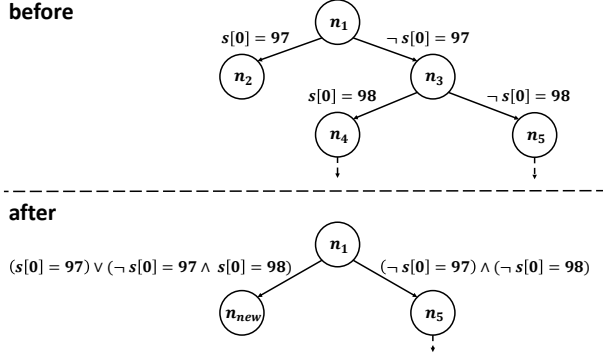 before
n₁
s[0] = 97 ¬ s[0] = 97
n₂ n₃
s[0] = 98 ¬ s[0] = 98
n₄ n₅
after
n₁
(s[0] = 97) ∨ (¬ s[0] = 97 ∧ s[0] = 98) (¬ s[0] = 97) ∧ (¬ s[0] = 98)
nₙₑw n₅